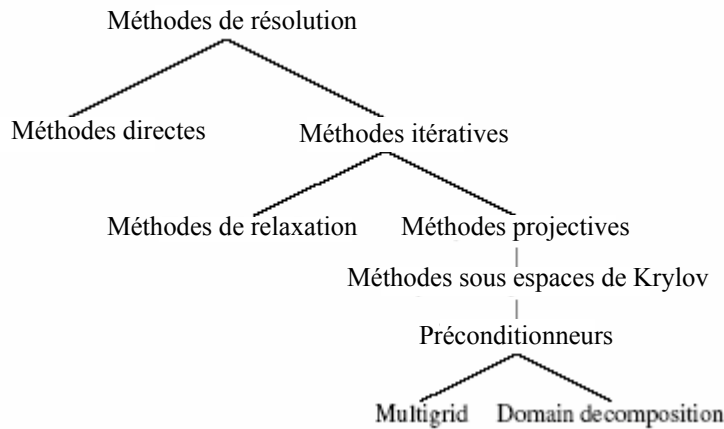 Méthodes de résolution
Méthodes directes
Méthodes itératives
Méthodes de relaxation
Méthodes projectives
Méthodes sous espaces de Krylov
Préconditionneurs
Multigrid
Domain decomposition